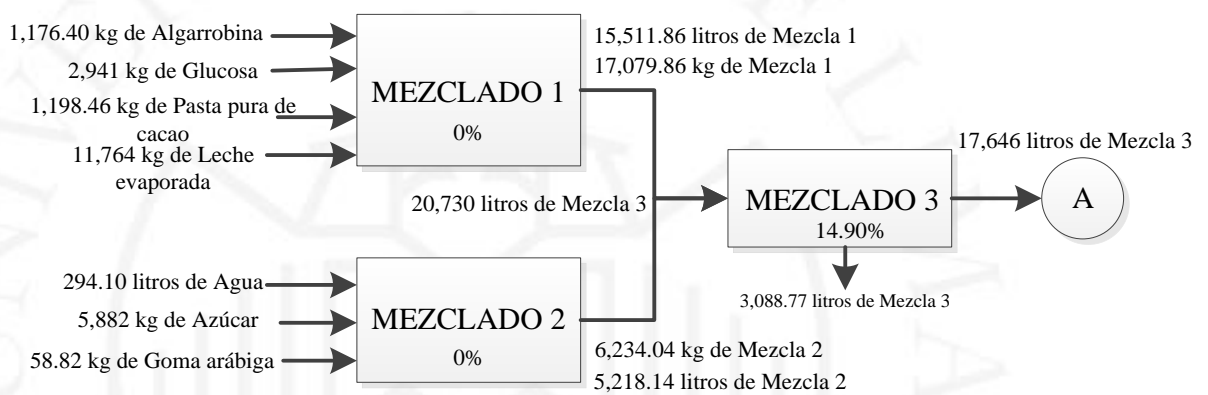 1,176.40 kg de Algarrobina
2,941 kg de Glucosa
1,198.46 kg de Pasta pura de
cacao
11,764 kg de Leche
evaporada
MEZCLADO 1
0%
15,511.86 litros de Mezcla 1
17,079.86 kg de Mezcla 1
20,730 litros de Mezcla 3
294.10 litros de Agua
5,882 kg de Azúcar
58.82 kg de Goma arábiga
MEZCLADO 2
0%
6,234.04 kg de Mezcla 2
5,218.14 litros de Mezcla 2
MEZCLADO 3
14.90%
3,088.77 litros de Mezcla 3
17,646 litros de Mezcla 3
A